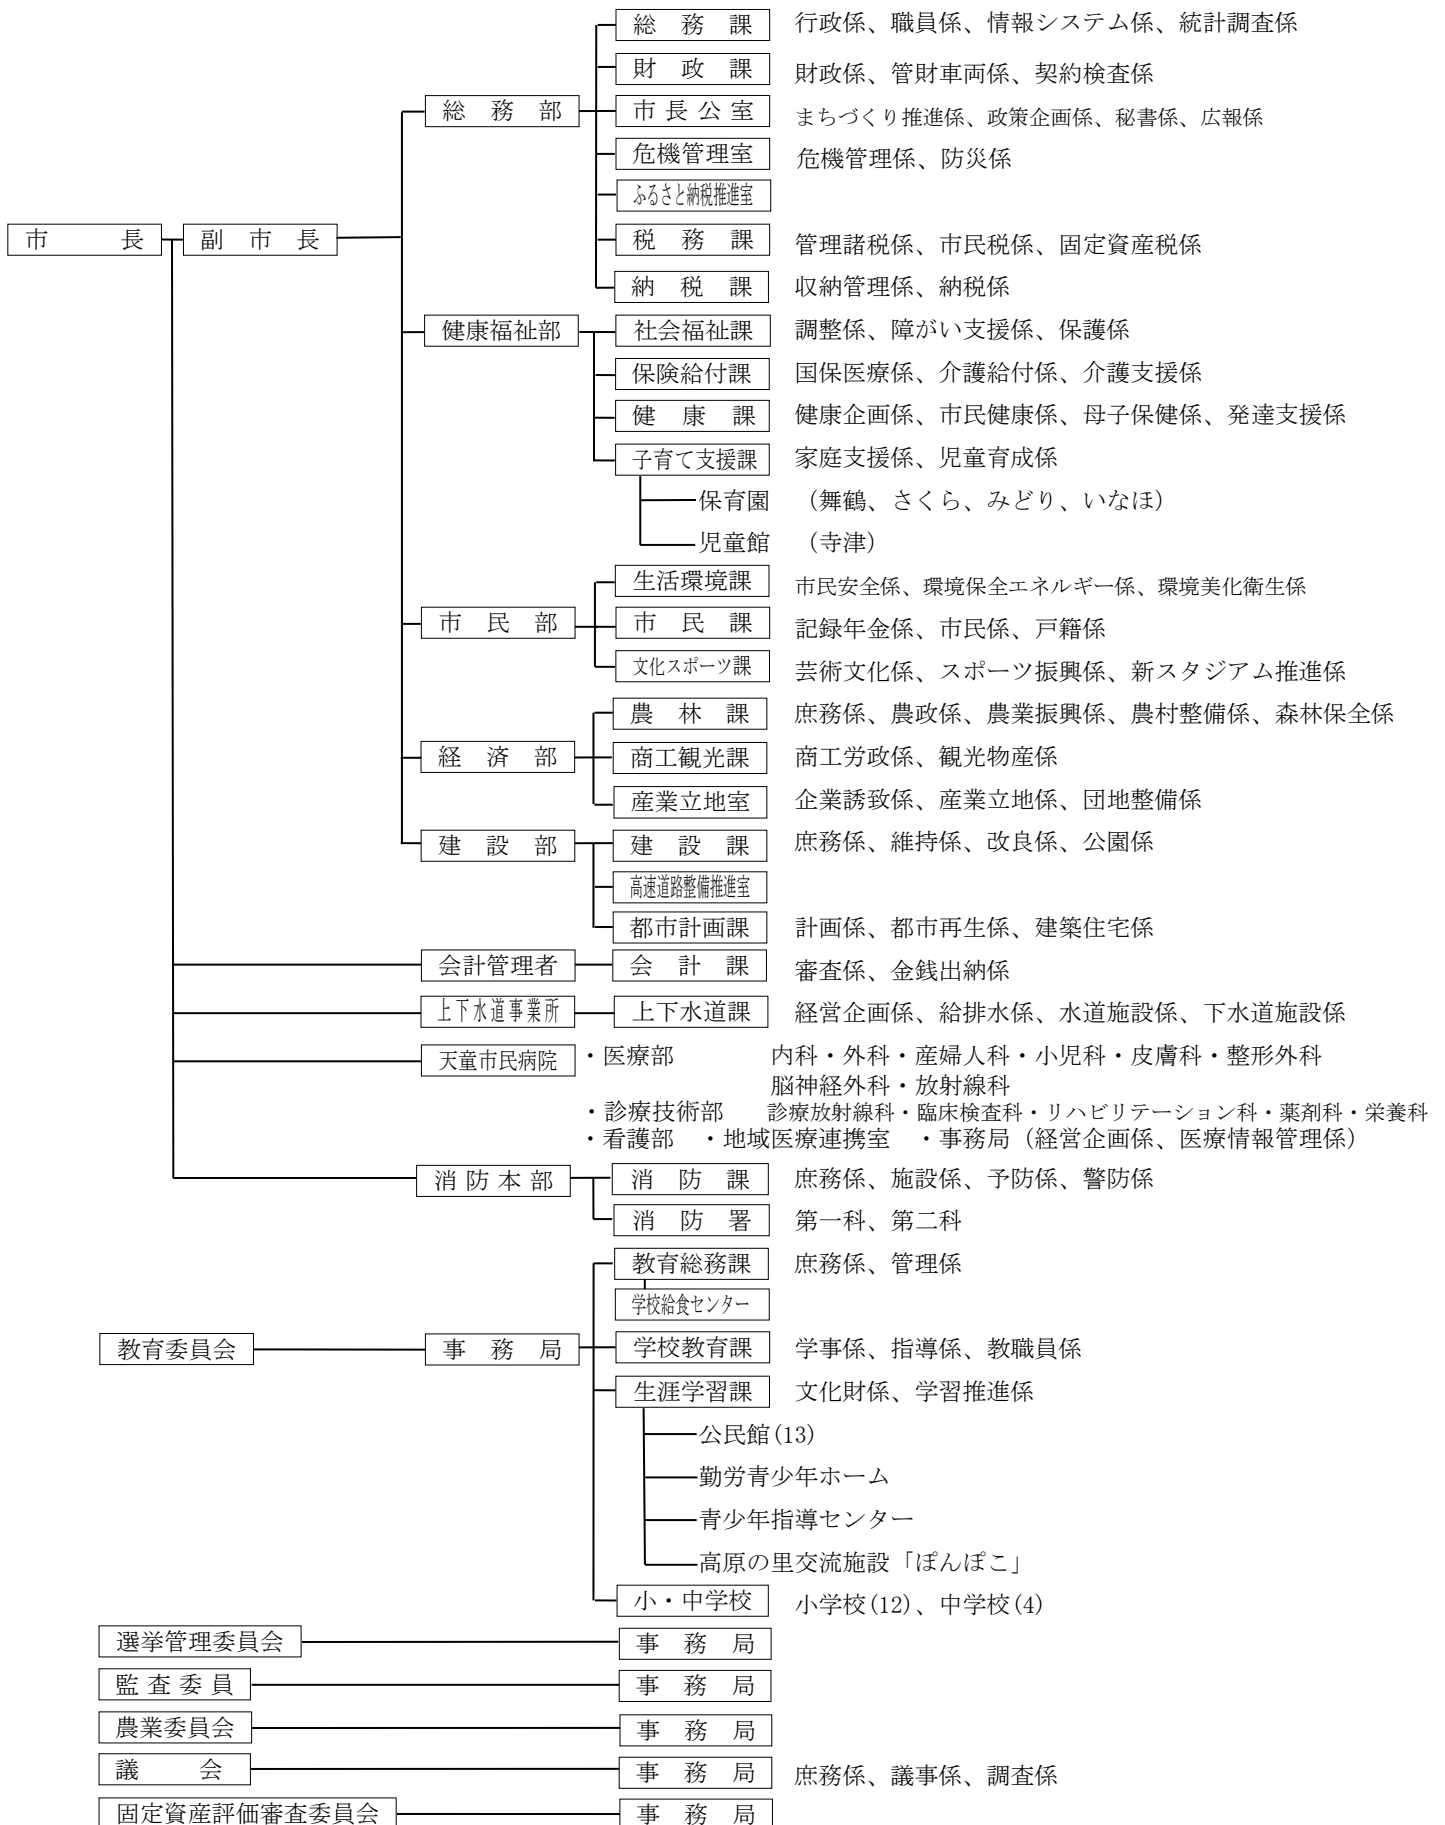 総務課 行政係、職員係、情報システム係、統計調査係
財政課 財政係、管財車両係、契約検査係
総務部 市長公室 まちづくり推進係、政策企画係、秘書係、広報係
危機管理室 危機管理係、防災係
ふるさと納税推進室
市長 副市長 税務課 管理諸税係、市民税係、固定資産税係
納税課 収納管理係、納税係
健康福祉部 社会福祉課 調整係、障がい支援係、保護係
保険給付課 国保医療係、介護給付係、介護支援係
健康課 健康企画係、市民健康係、母子保健係、発達支援係
子育て支援課 家庭支援係、児童育成係
保育園 （舞鶴、さくら、みどり、いなほ）
児童館 （寺津）
生活環境課 市民安全係、環境保全エネルギー係、環境美化衛生係
市民部 市民課 記録年金係、市民係、戸籍係
文化スポーツ課 芸術文化係、スポーツ振興係、新スタジアム推進係
農林課 庶務係、農政係、農業振興係、農村整備係、森林保全係
経済部 商工観光課 商工労政係、観光物産係
産業立地室 企業誘致係、産業立地係、団地整備係
建設部 建設課 庶務係、維持係、改良係、公園係
高速道路整備推進室
都市計画課 計画係、都市再生係、建築住宅係
会計管理者 会計課 審査係、金銭出納係
上下水道事業所 上下水道課 経営企画係、給排水係、水道施設係、下水道施設係
天童市民病院 ・医療部 内科・外科・産婦人科・小児科・皮膚科・整形外科
脳神経外科・放射線科
・診療技術部 診療放射線科・臨床検査科・リハビリテーション科・薬剤科・栄養科
・看護部 ・地域医療連携室 ・事務局（経営企画係、医療情報管理係）
消防本部 消防課 庶務係、施設係、予防係、警防係
消防署 第一科、第二科
教育総務課 庶務係、管理係
学校給食センター
教育委員会 事務局 学校教育課 学事係、指導係、教職員係
生涯学習課 文化財係、学習推進係
公民館(13)
勤労青少年ホーム
青少年指導センター
高原の里交流施設「ぽんぽこ」
小・中学校 小学校(12)、中学校(4)
選挙管理委員会 事務局
監査委員 事務局
農業委員会 事務局
議会 事務局 庶務係、議事係、調査係
固定資産評価審査委員会 事務局